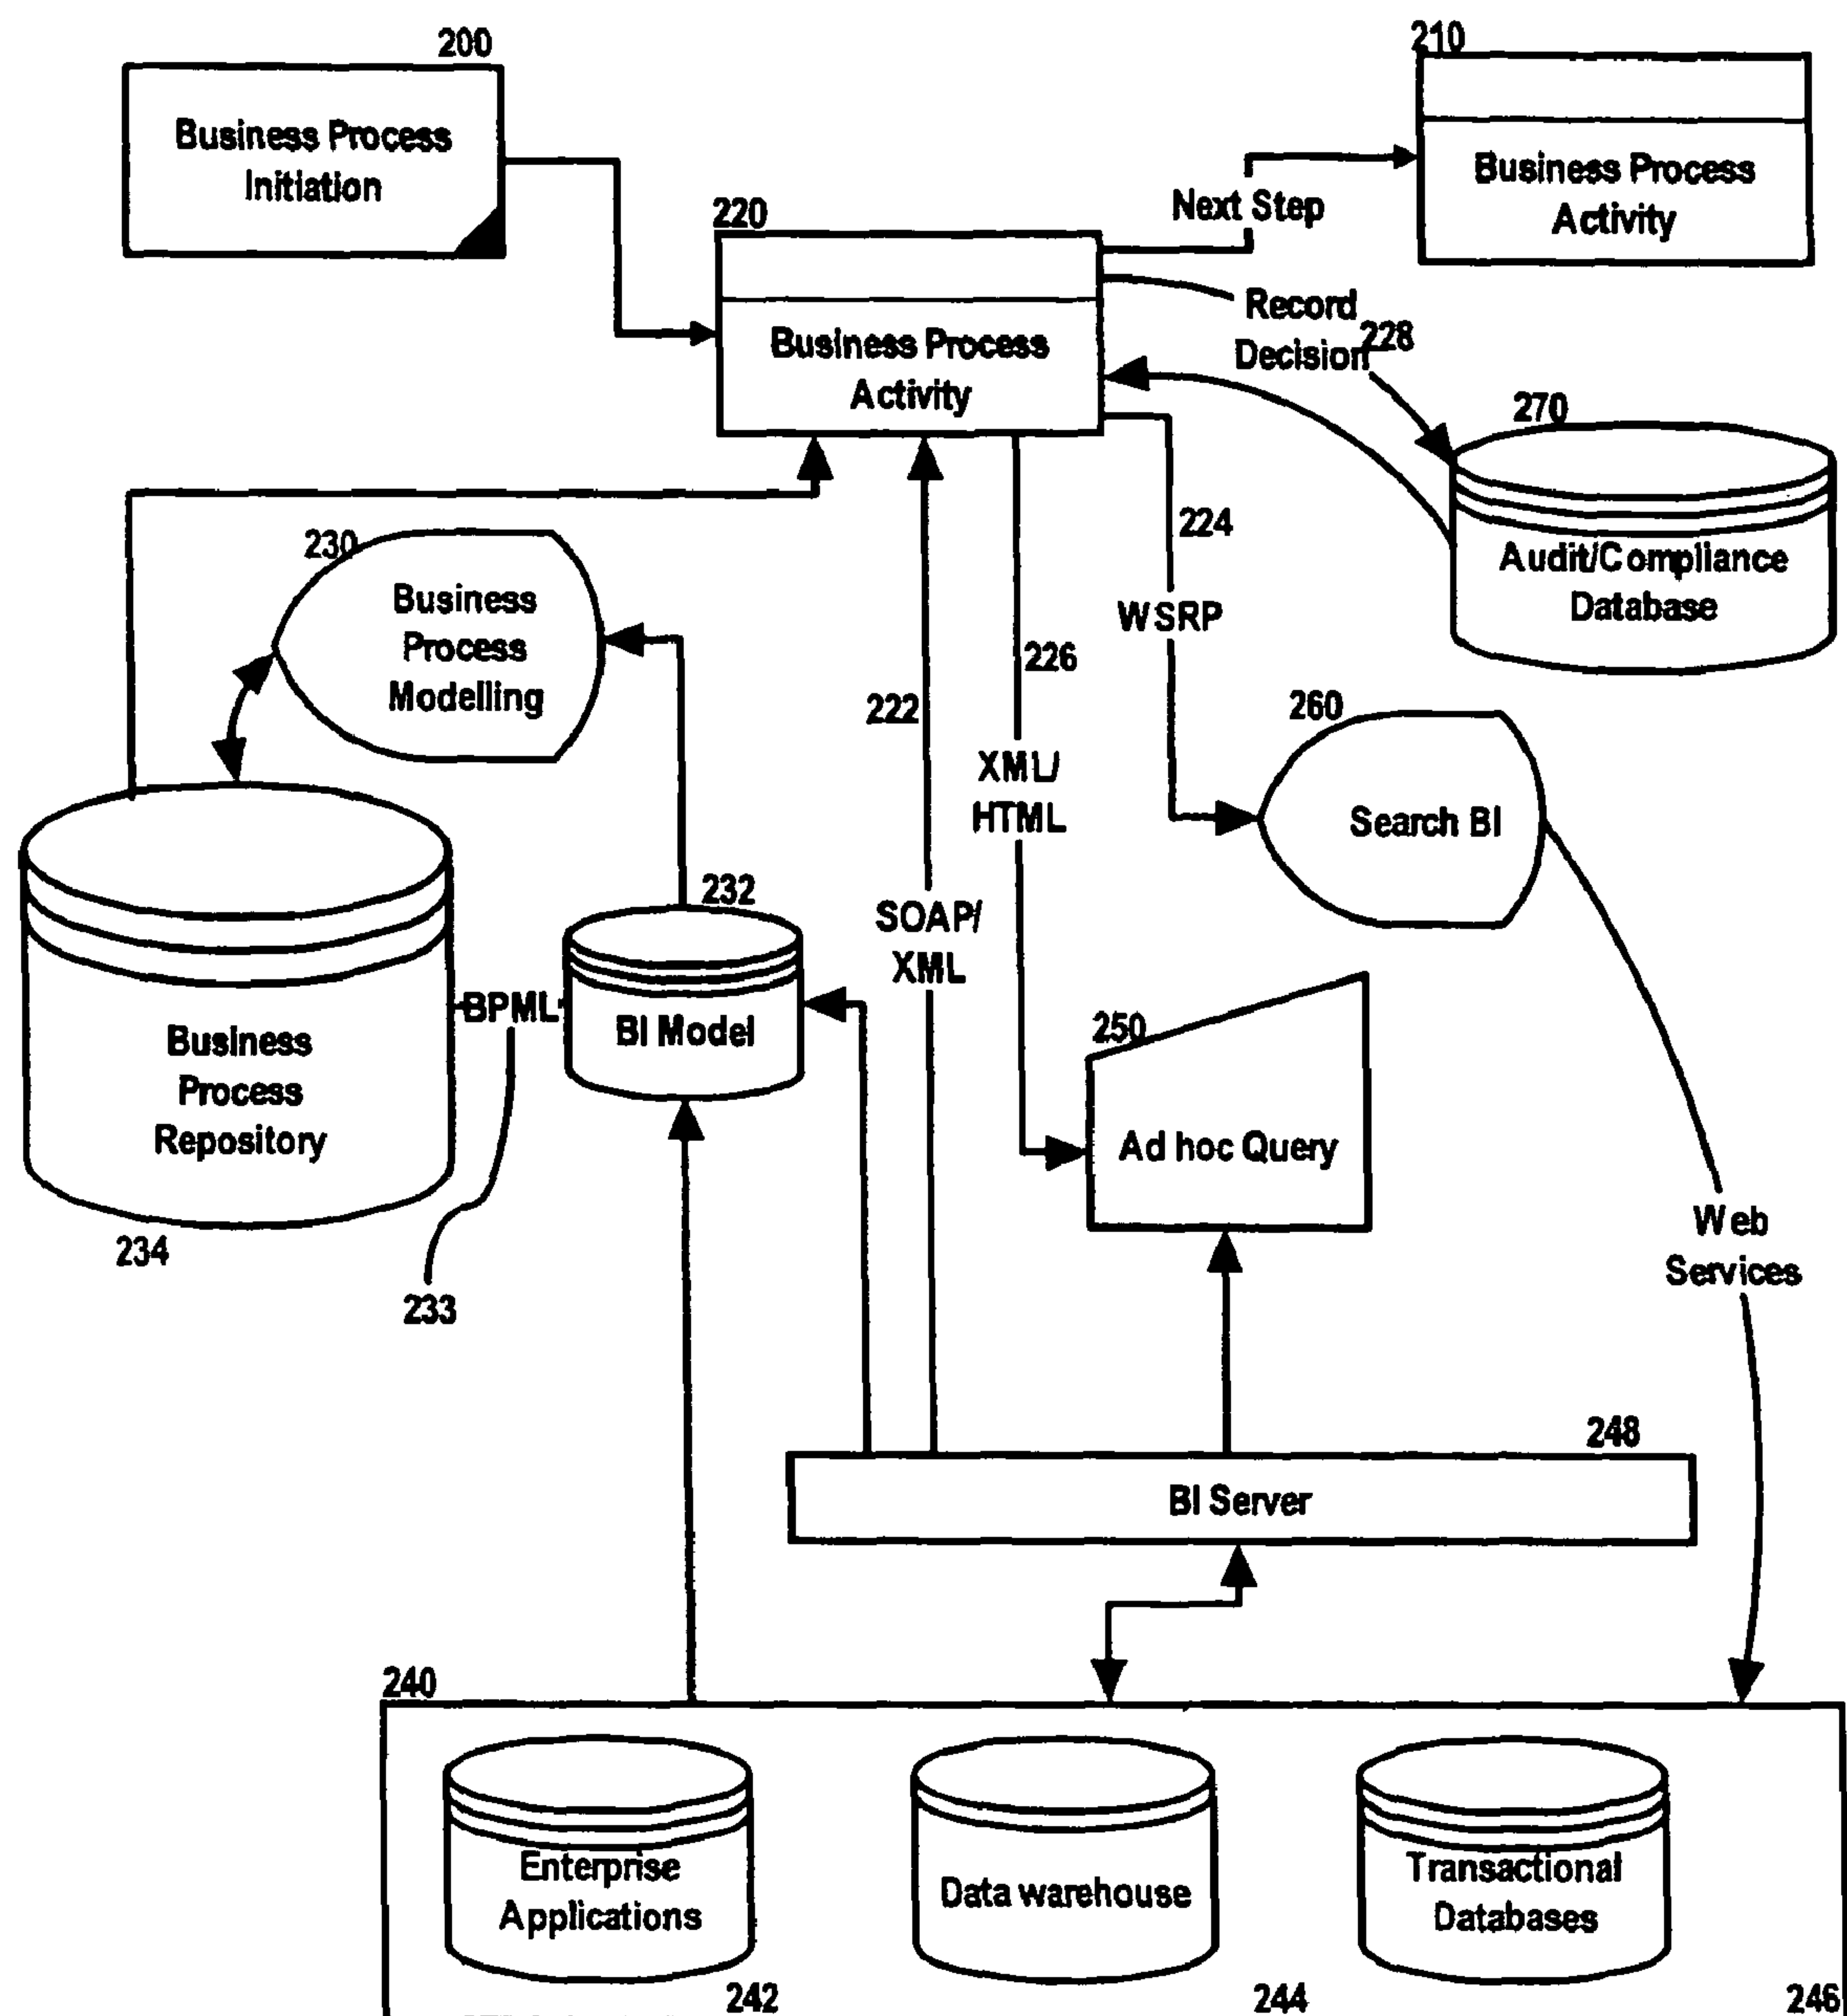 200
Business Process
Initiation
210
Business Process
Activity
220
Business Process
Activity
Next Step
Record
Decision
228
270
Audit/Compliance
Database
224
WSRP
226
XML/
HTML
222
SOAP/
XML
230
Business
Process
Modelling
260
Search BI
232
BI Model
BPML
Business
Process
Repository
234
233
250
Ad hoc Query
Web
Services
248
BI Server
240
Enterprise
Applications
242
Data warehouse
244
Transactional
Databases
246